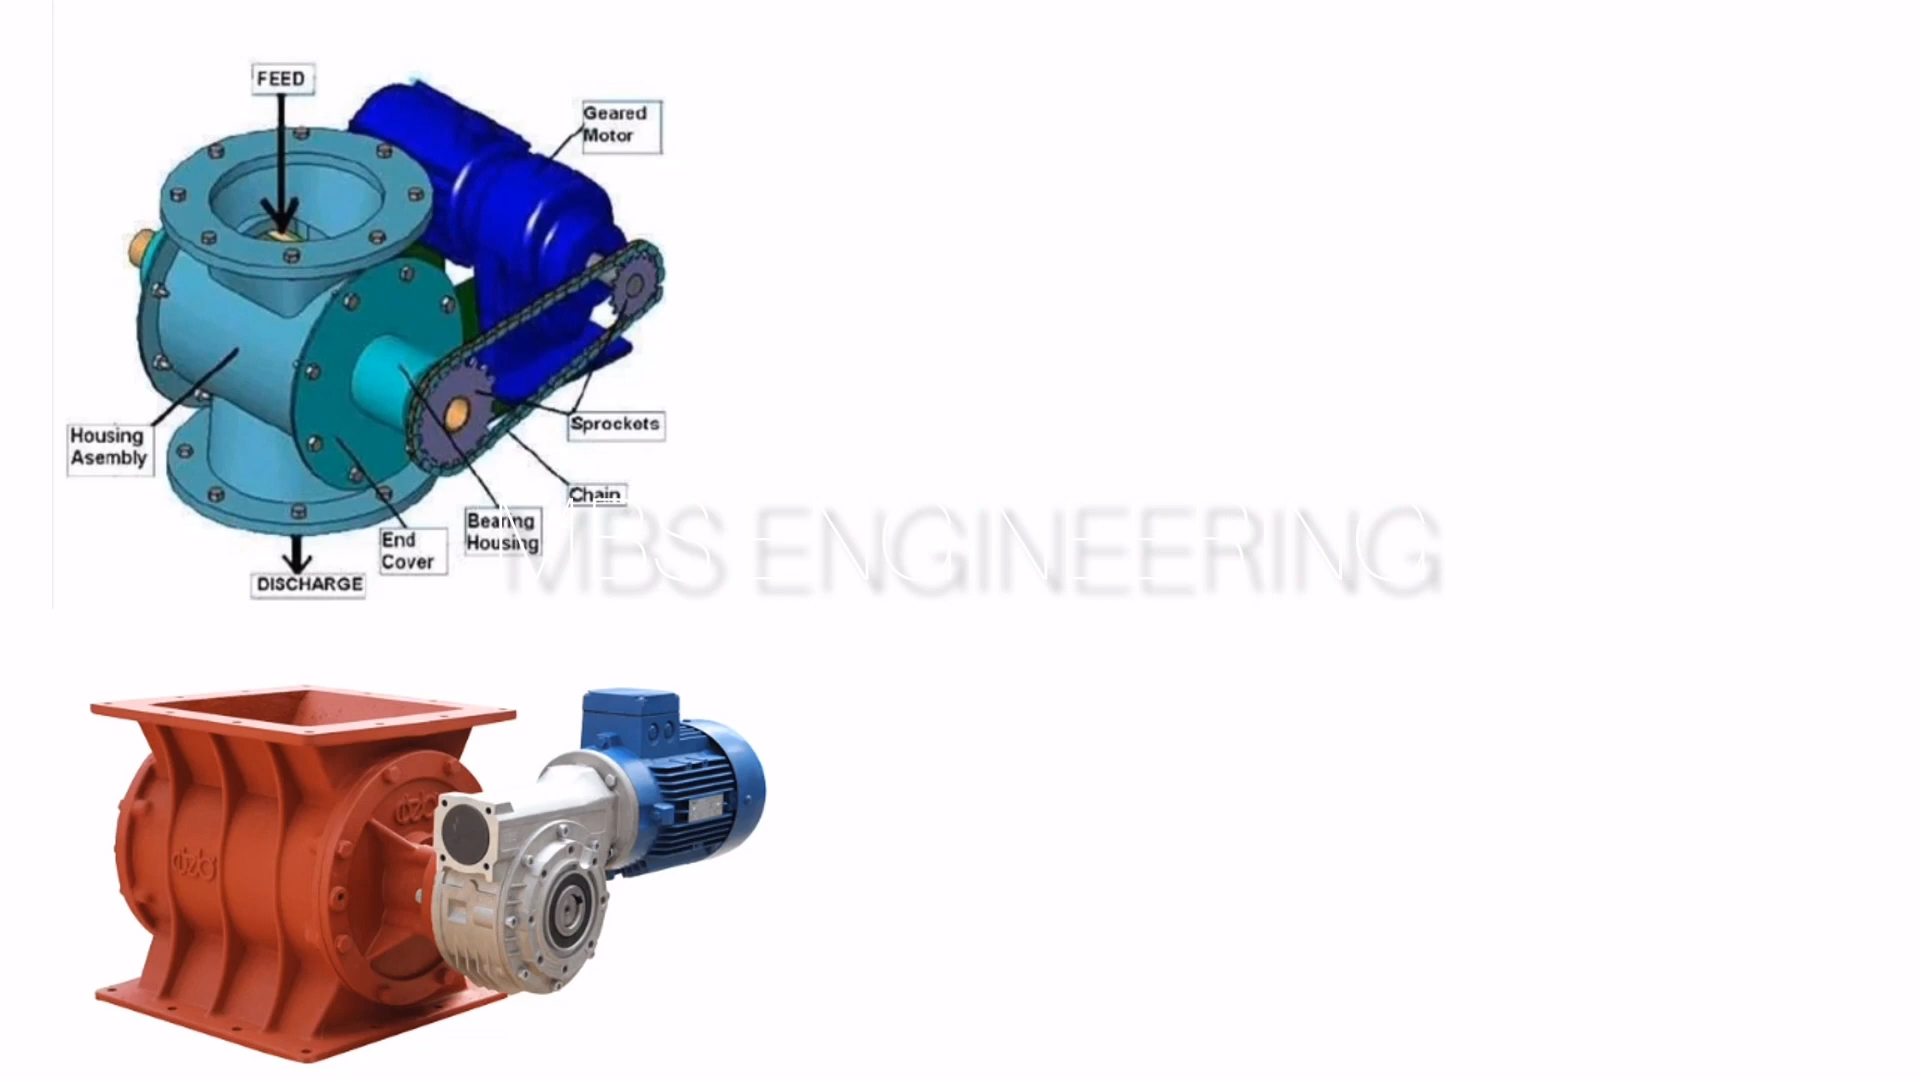 FEED
Geared
Motor
Sprockets
Housing
Asembly
Chain
Bearing
Housing
End
Cover
DISCHARGE
MBS ENGINEERING